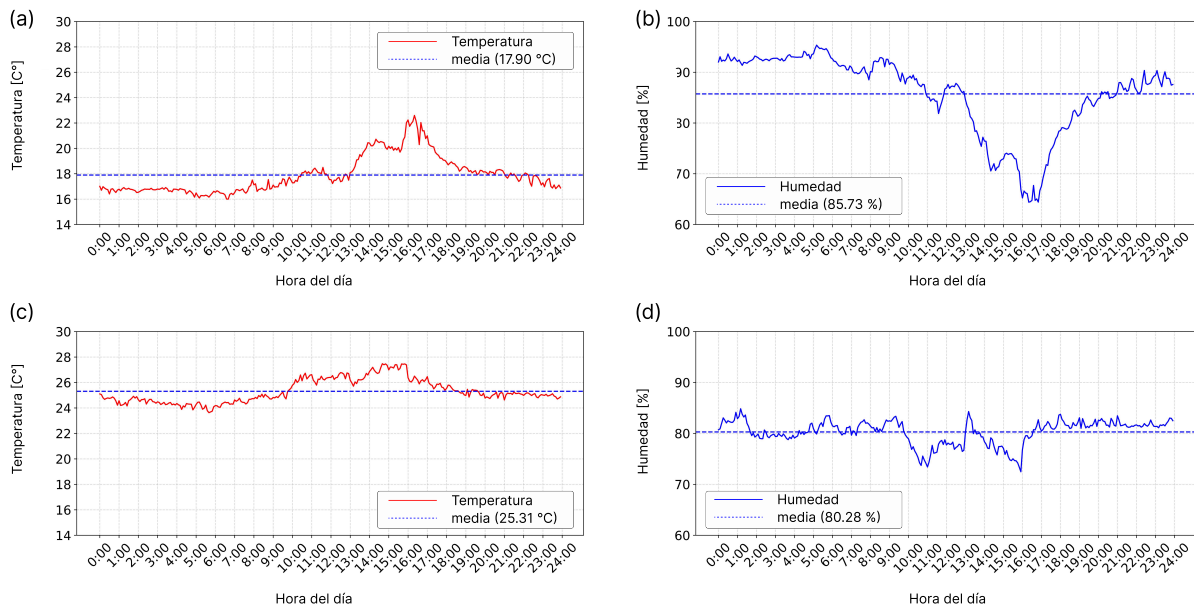 (a)
30
28
26
24
22
20
18
16
14
Temperatura [C°]
Temperatura
media (17.90 °C)
0:00 1:00 2:00 3:00 4:00 5:00 6:00 7:00 8:00 9:00 10:00 11:00 12:00 13:00 14:00 15:00 16:00 17:00 18:00 19:00 20:00 21:00 22:00 23:00 24:00
Hora del día
(b)
100
90
30
70
60
Humedad [%]
Humedad
media (85.73 %)
0:00 1:00 2:00 3:00 4:00 5:00 6:00 7:00 8:00 9:00 10:00 11:00 12:00 13:00 14:00 15:00 16:00 17:00 18:00 19:00 20:00 21:00 22:00 23:00 24:00
Hora del día
(c)
30
28
26
24
22
20
18
16
14
Temperatura [C°]
Temperatura
media (25.31 °C)
0:00 1:00 2:00 3:00 4:00 5:00 6:00 7:00 8:00 9:00 10:00 11:00 12:00 13:00 14:00 15:00 16:00 17:00 18:00 19:00 20:00 21:00 22:00 23:00 24:00
Hora del día
(d)
100
90
80
70
60
Humedad [%]
Humedad
media (80.28 %)
0:00 1:00 2:00 3:00 4:00 5:00 6:00 7:00 8:00 9:00 10:00 11:00 12:00 13:00 14:00 15:00 16:00 17:00 18:00 19:00 20:00 21:00 22:00 23:00 24:00
Hora del día